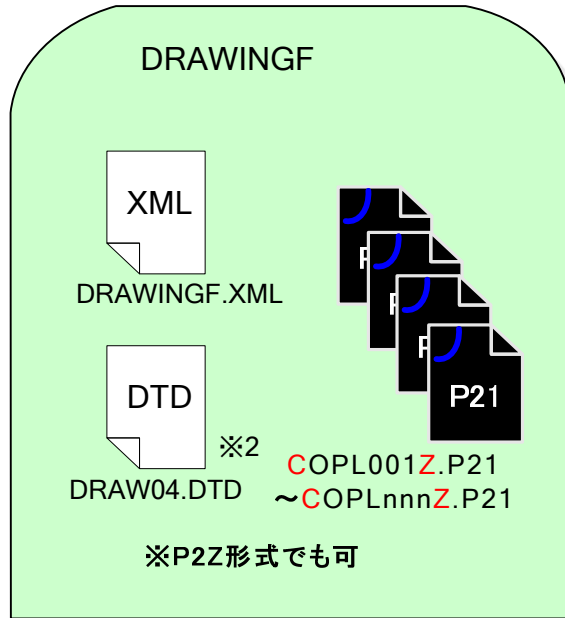 DRAWINGF
XML
DRAWINGF.XML
P
P
P
P21
DTD
※2
DRAW04.DTD
COPL001Z.P21
～COPLnnnZ.P21
※P2Z形式でも可